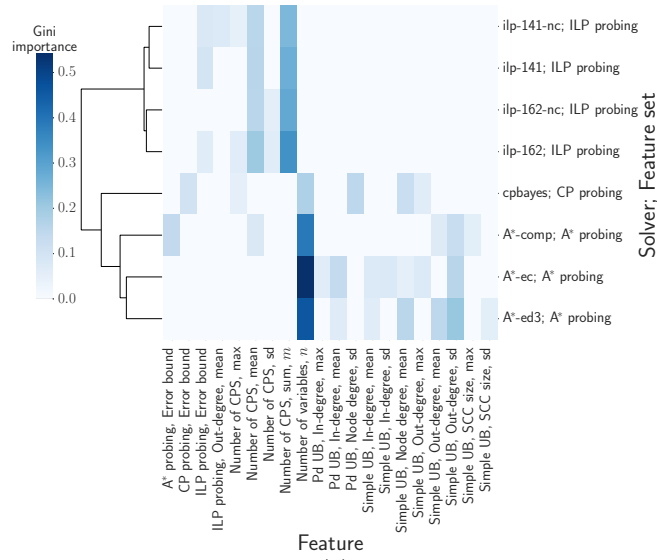 Gini
importance
0.5
0.4
0.3
0.2
0.1
0.0
ilp-141-nc; ILP probing
ilp-141; ILP probing
ilp-162-nc; ILP probing
ilp-162; ILP probing
cpbayes; CP probing
A*-comp; A* probing
A*-ec; A* probing
A*-ed3; A* probing
Solver; Feature set
A* probing, Error bound
CP probing, Error bound
ILP probing, Error bound
ILP probing, Out-degree, mean
Number of CPS, max
Number of CPS, mean
Number of CPS, sd
Number of CPS, sum, m
Number of variables, n
Pd UB, In-degree, max
Pd UB, In-degree, mean
Pd UB, Node degree, sd
Simple UB, In-degree, mean
Simple UB, In-degree, sd
Simple UB, Node degree, mean
Simple UB, Out-degree, max
Simple UB, Out-degree, mean
Simple UB, Out-degree, sd
Simple UB, SCC size, max
Simple UB, SCC size, sd
Feature